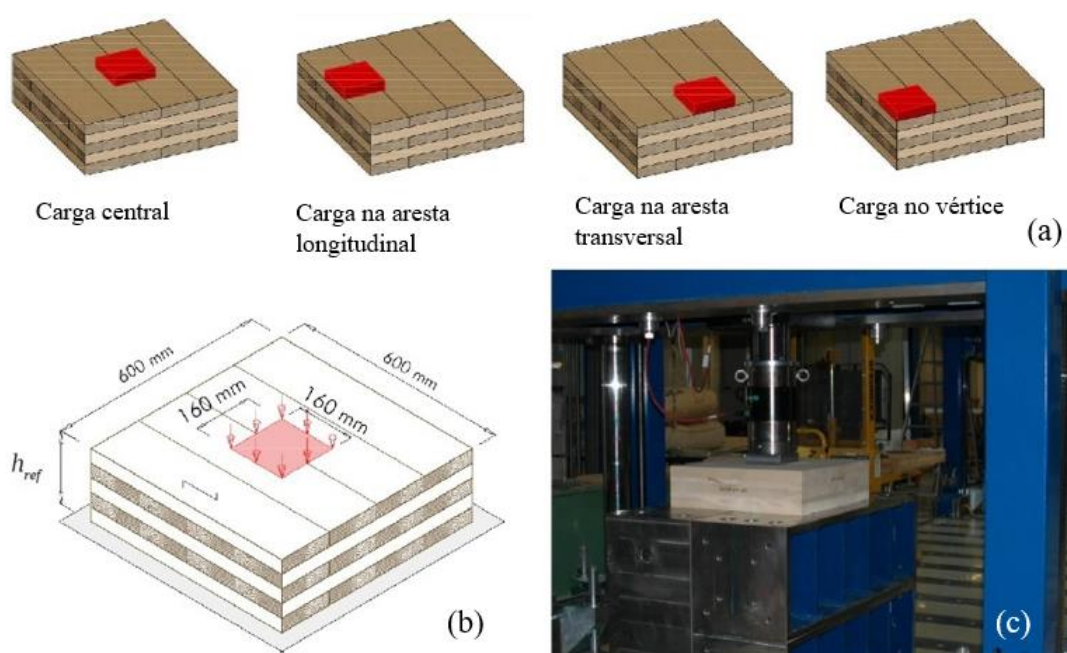 Carga central
Carga na aresta
longitudinal
Carga na aresta
transversal
Carga no vértice
(a)
600 mm
600 mm
160 mm
160 mm
h_ref
(b)
(c)